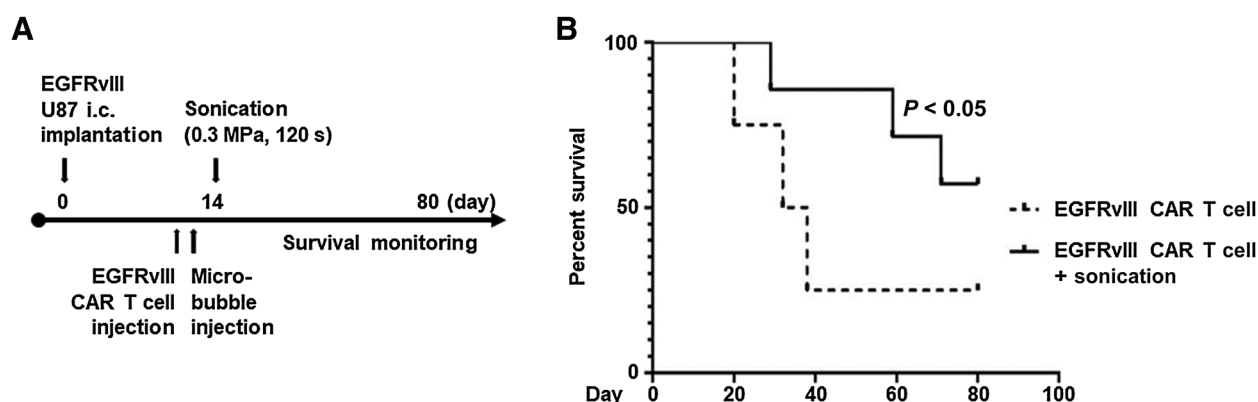 A
EGFRvIII
U87 i.c.
implantation
Sonication
(0.3 MPa, 120 s)
0
14
80 (day)
Survival monitoring
EGFRvIII
CAR T cell
injection
Micro-
bubble
injection
B
Percent survival
100
50
0
P < 0.05
EGFRvIII CAR T cell
EGFRvIII CAR T cell
+ sonication
Day 0 20 40 60 80 100